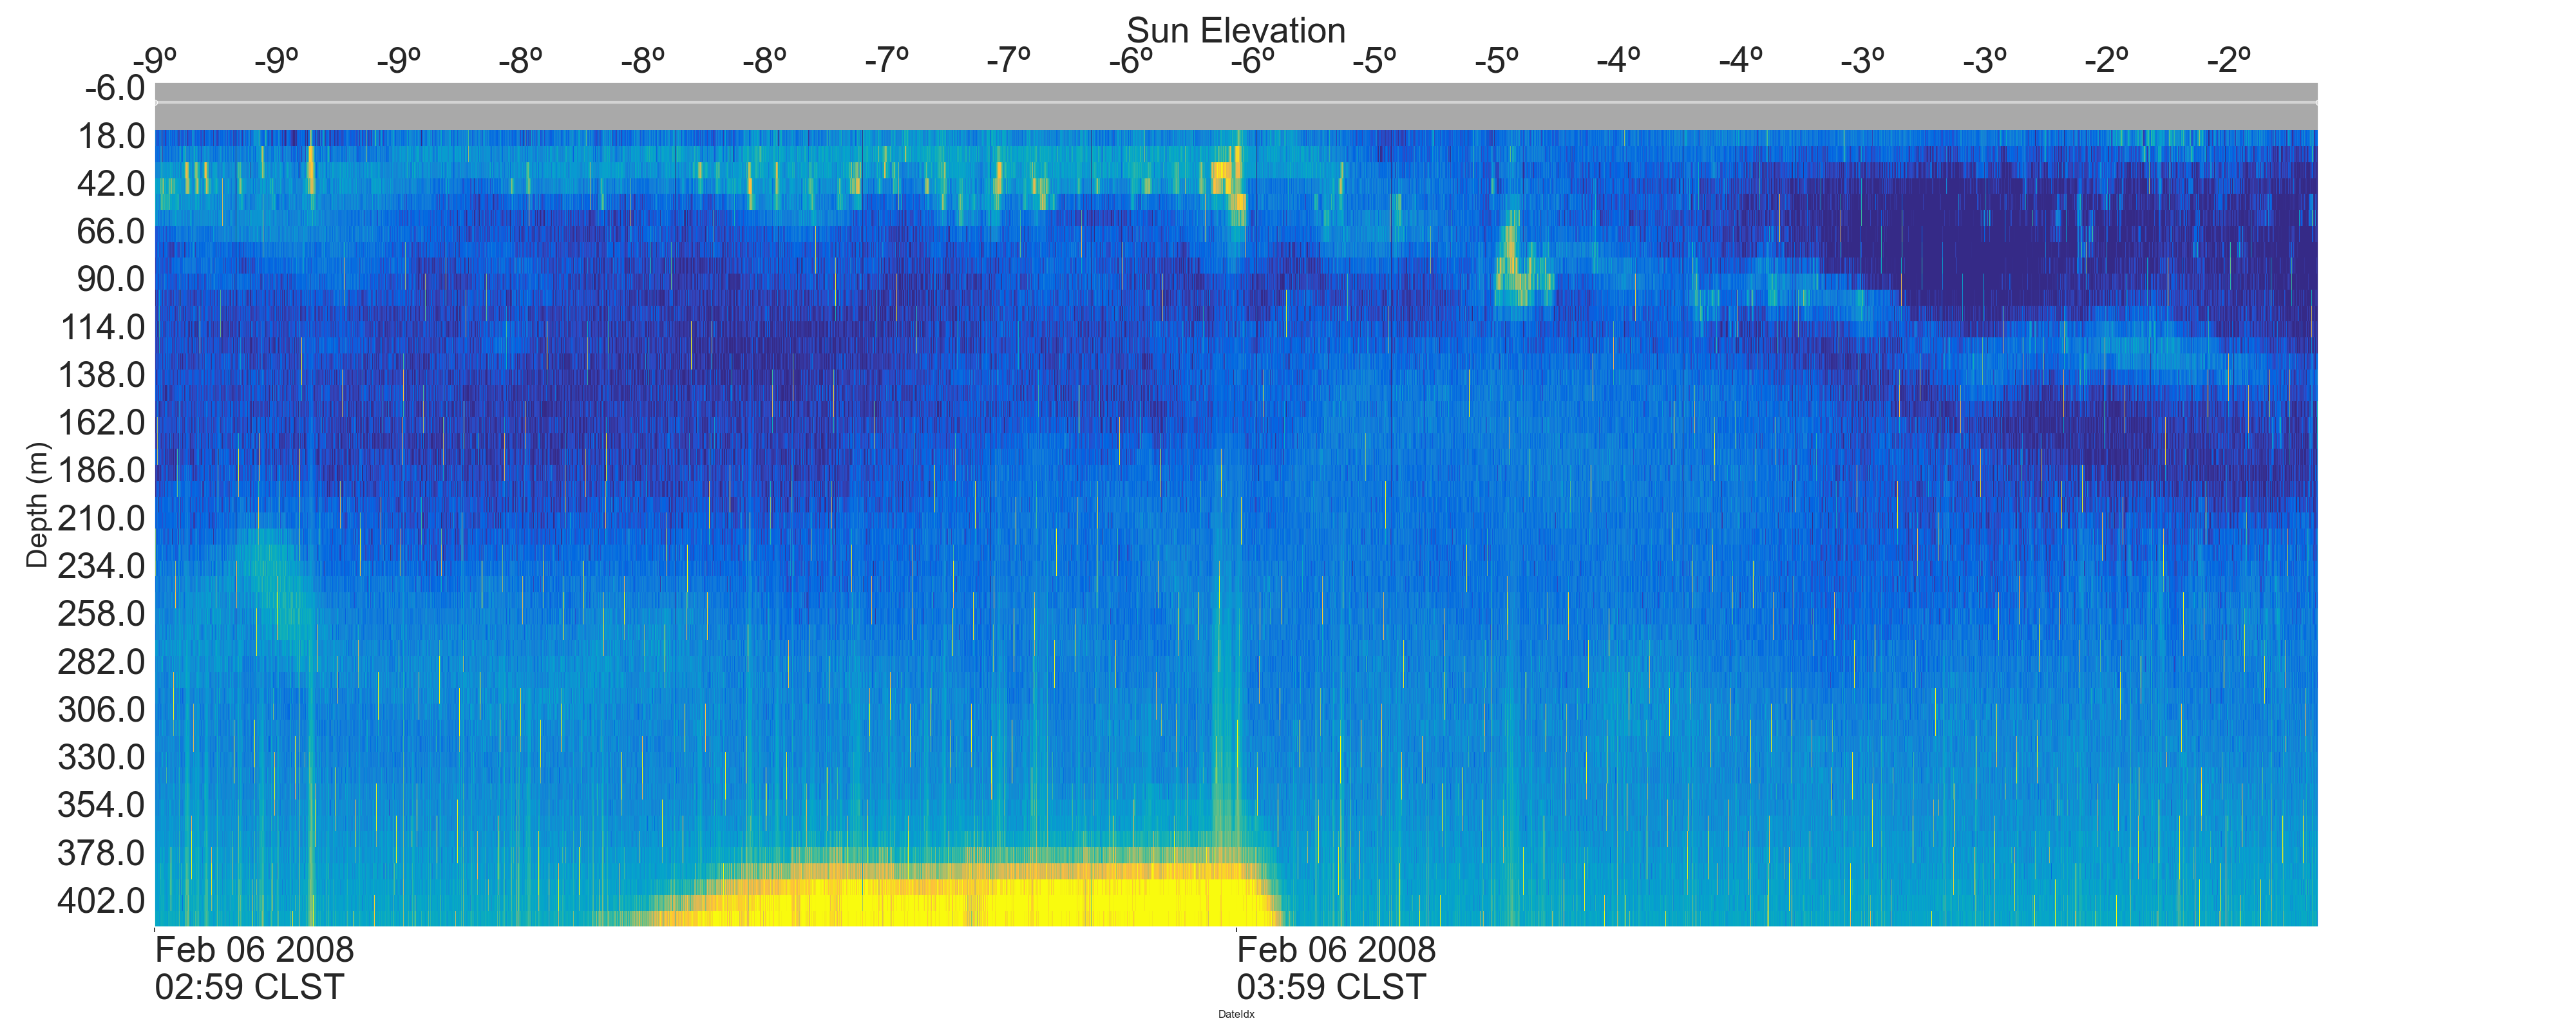 Sun Elevation
-9º -9º -9º -8º -8º -8º -7º -7º -6º -6º -5º -5º -4º -4º -3º -3º -2º -2º
-6.0
18.0
42.0
66.0
90.0
114.0
138.0
162.0
186.0
210.0
234.0
258.0
282.0
306.0
330.0
354.0
378.0
402.0
Depth (m)
Feb 06 2008
02:59 CLST
Feb 06 2008
03:59 CLST
DateIdx